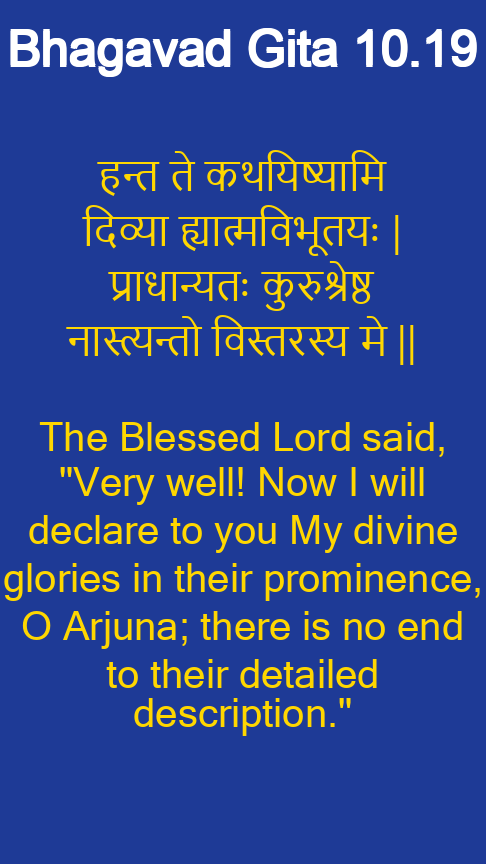 Bhagavad Gita 10.19
हन्त ते कथयिष्यामि
दिव्या ह्यात्मविभूतयः |
प्राधान्यतः कुरुश्रेष्ठ
नास्त्यन्तो विस्तरस्य मे ||
The Blessed Lord said,
"Very well! Now I will
declare to you My divine
glories in their prominence,
O Arjuna; there is no end
to their detailed
description."